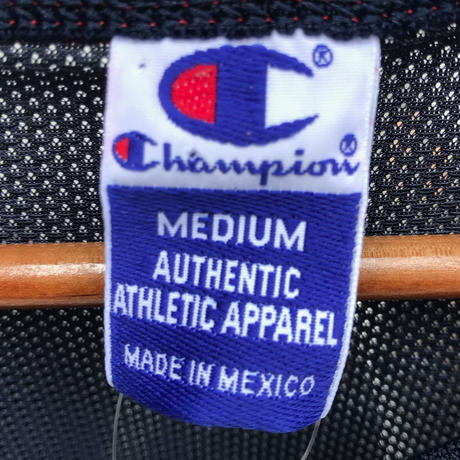 C®
Champion®
MEDIUM
AUTHENTIC
ATHLETIC APPAREL
MADE IN MEXICO